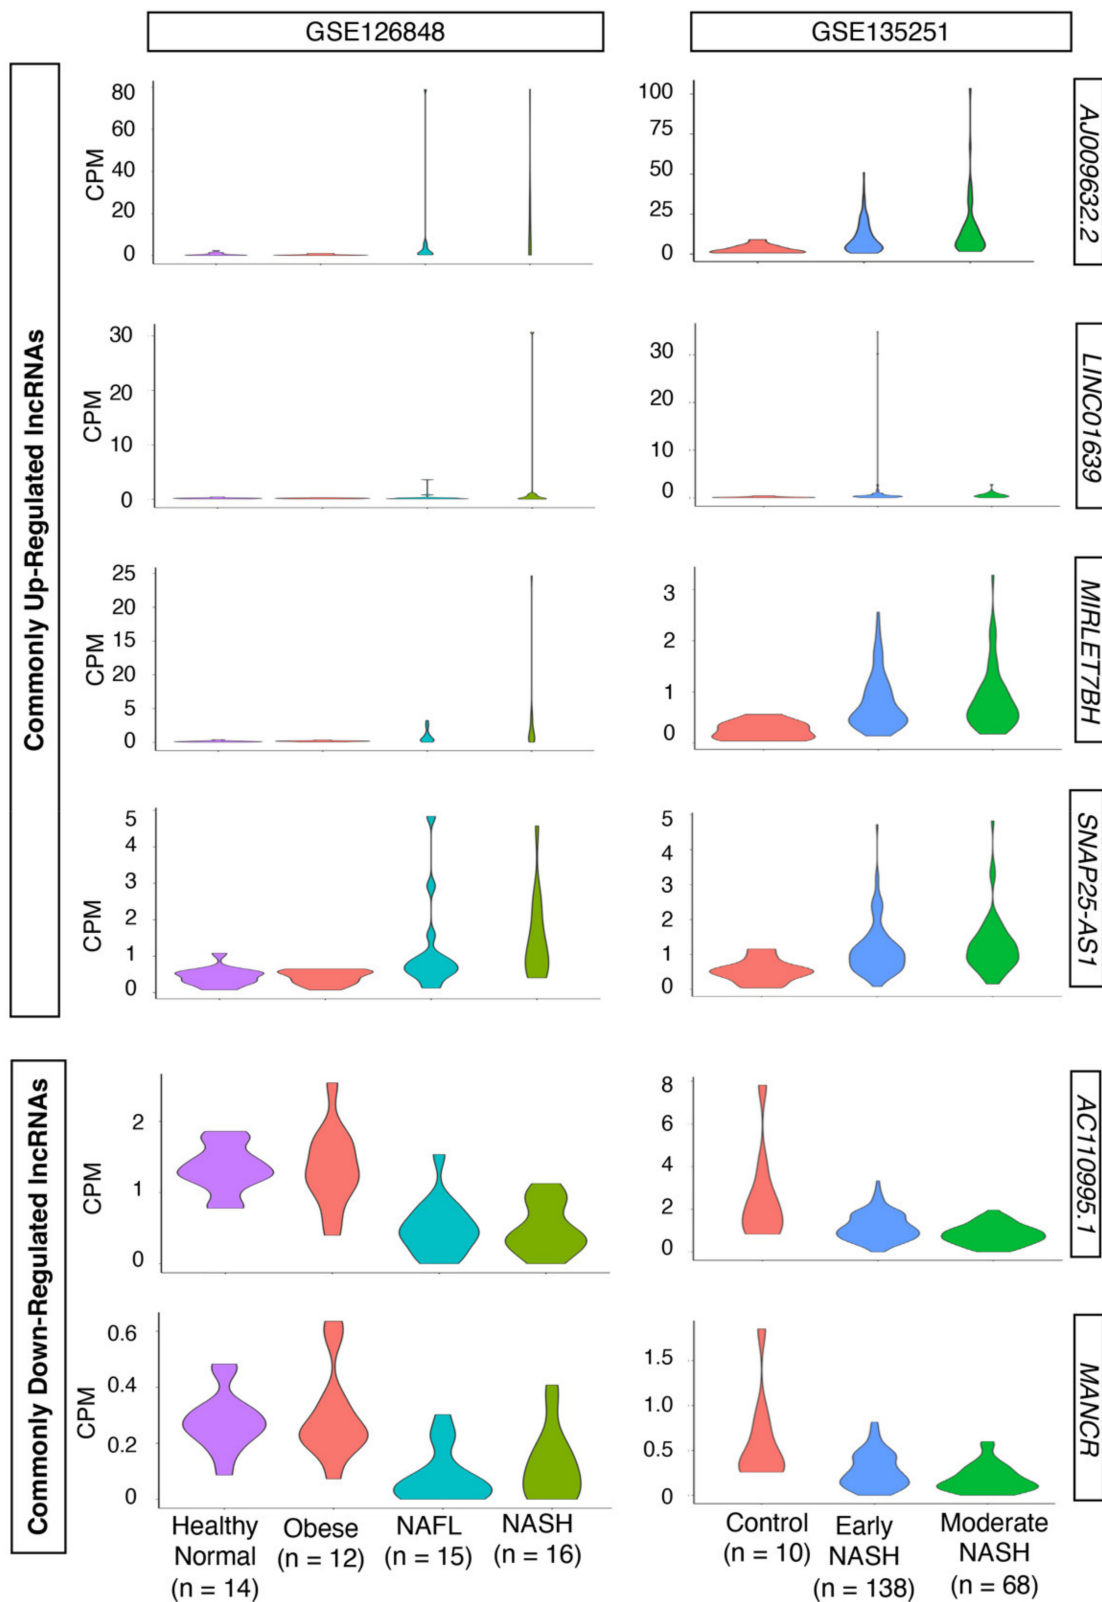 GSE126848
GSE135251
Commonly Up-Regulated lncRNAs
CPM
80
60
40
20
0
100
75
50
25
0
AJ009632.2
CPM
30
20
10
0
30
20
10
0
LINC01639
CPM
25
20
15
20
5
0
3
2
1
0
MIRLET7BH
CPM
5
4
3
2
1
0
5
4
3
2
1
0
SNAP25-AS1
Commonly Down-Regulated lncRNAs
CPM
2
1
0
8
6
4
2
0
AC110995.1
CPM
0.6
0.4
0.2
0
1.5
1.0
0.5
0
MANCR
Healthy
Normal
(n = 14)
Obese
(n = 12)
NAFL
(n = 15)
NASH
(n = 16)
Control
(n = 10)
Early
NASH
(n = 138)
Moderate
NASH
(n = 68)